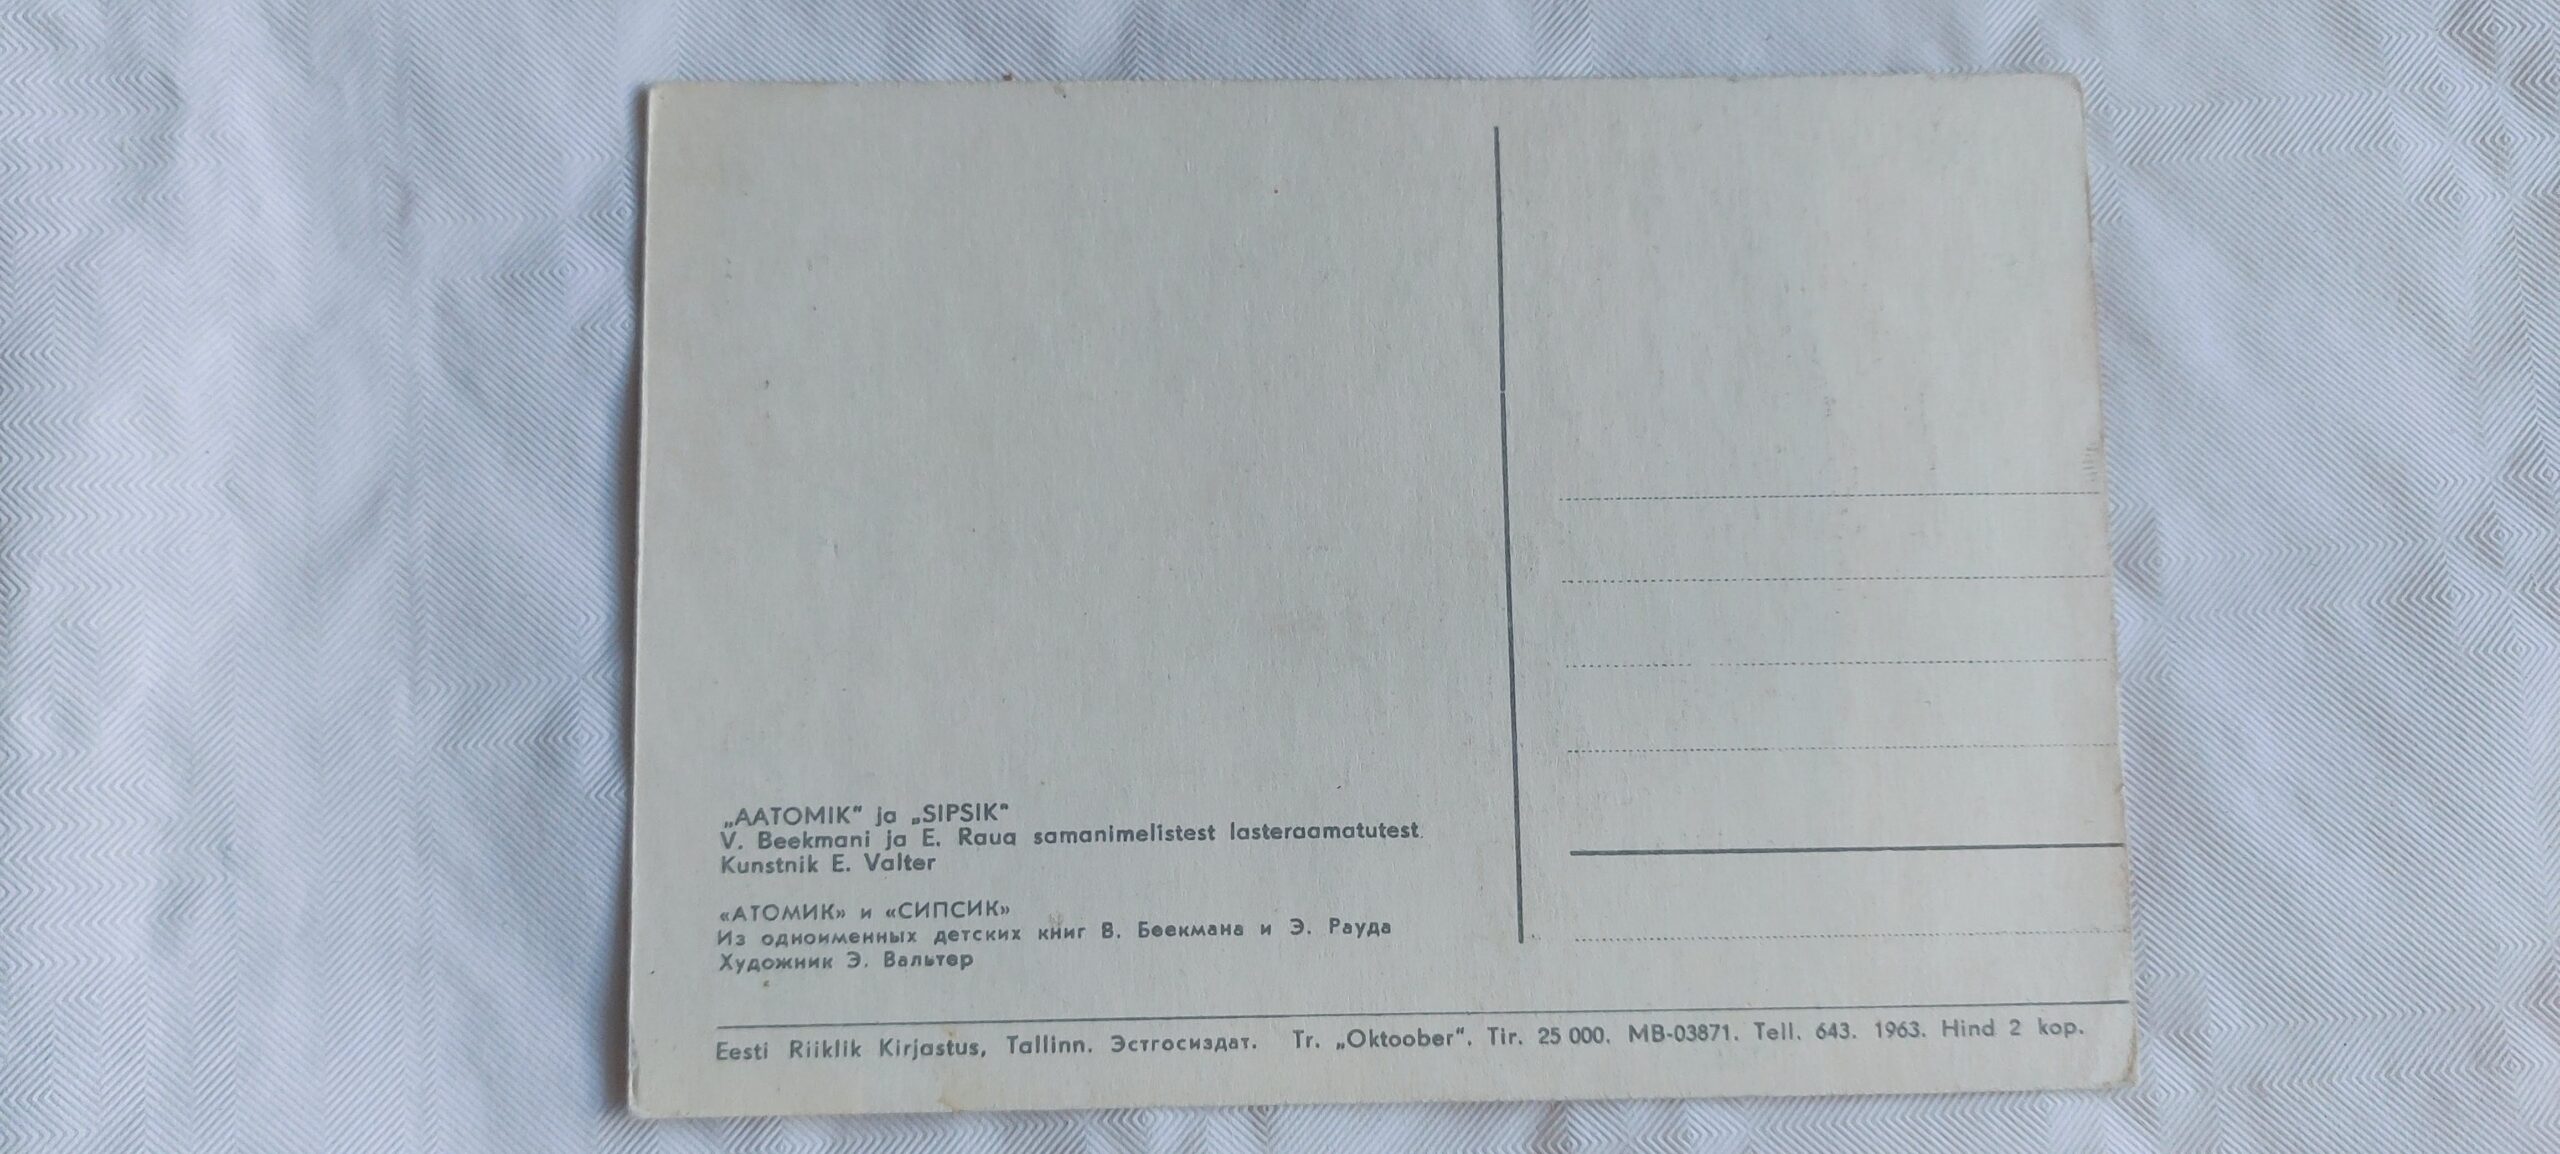 „AATOMIK" ja „SIPSIK"
V. Beekmani ja E. Raua samanimelistest lasteraamatutest.
Kunstnik E. Valter
«АТОМИК» и «СИПСИК»
Из одноименных детских книг В. Беекмана и Э. Рауда
Художник Э. Вальтер
Eesti Riiklik Kirjastus, Tallinn. Эстгосиздат. Tr. „Oktoober". Tir. 25 000. MB-03871. Tell. 643. 1963. Hind 2 kop.